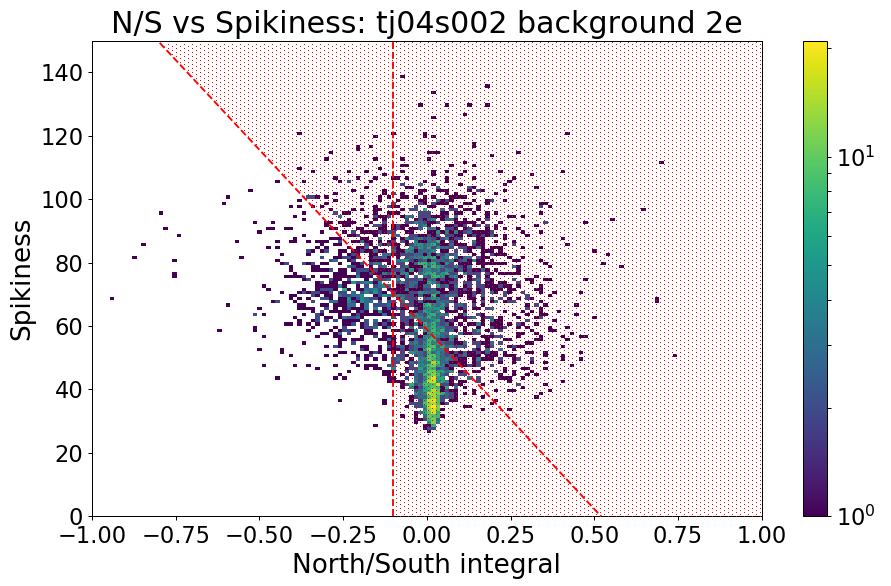 N/S vs Spikiness: tj04s002 background 2e
140
120
100
80
60
40
20
0
Spikiness
−1.00 −0.75 −0.50 −0.25 0.00 0.25 0.50 0.75 1.00
North/South integral
10¹
10⁰